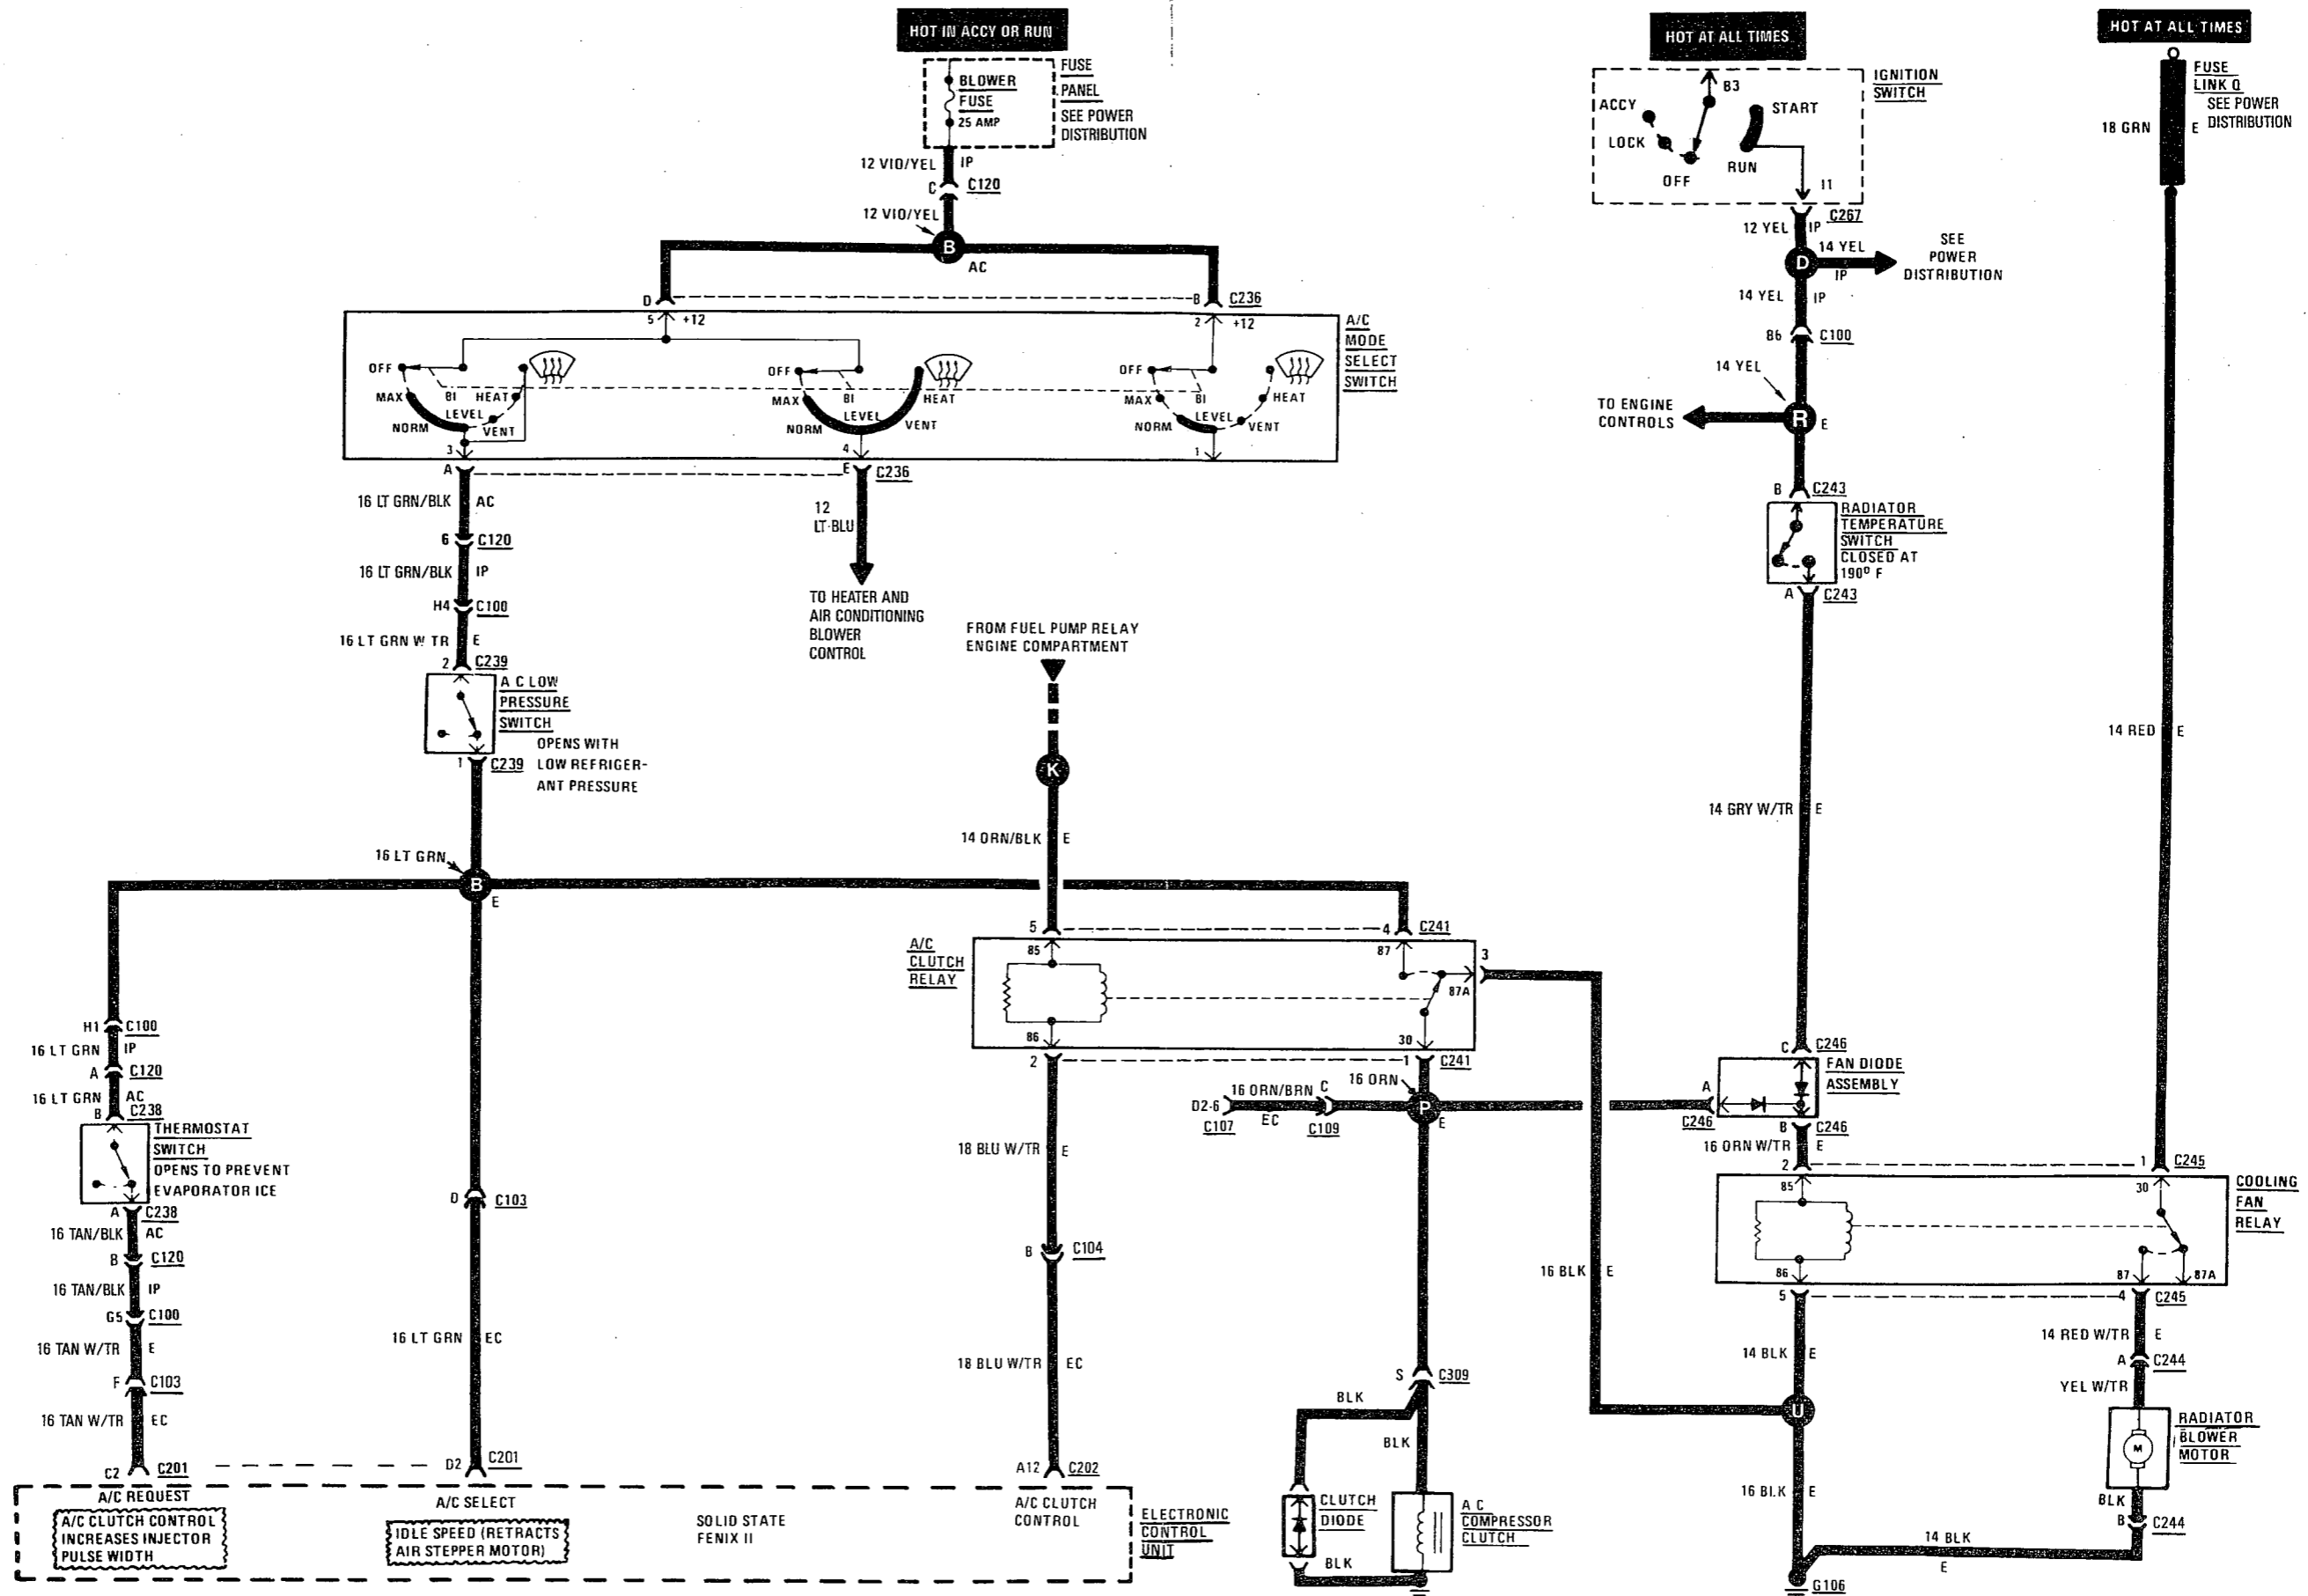 HOT IN ACCY OR RUN
BLOWER
FUSE
25 AMP
FUSE
PANEL
SEE POWER
DISTRIBUTION
12 VIO/YEL IP
C C120
12 VIO/YEL
B
AC
D B C236
5 +12 2 +12
A/C
MODE
SELECT
SWITCH
OFF MAX NORM BI LEVEL HEAT VENT
OFF MAX NORM BI LEVEL HEAT VENT
OFF MAX NORM BI LEVEL HEAT VENT
3 4 1
A E C236
16 LT GRN/BLK AC
6 C120
16 LT GRN/BLK IP
H4 C100
16 LT GRN W TR E
2 C239
A C LOW
PRESSURE
SWITCH
OPENS WITH
LOW REFRIGER-
ANT PRESSURE
1 C239
12
LT BLU
TO HEATER AND
AIR CONDITIONING
BLOWER
CONTROL
FROM FUEL PUMP RELAY
ENGINE COMPARTMENT
K
14 ORN/BLK E
16 LT GRN
B
E
5 4 C241
A/C
CLUTCH
RELAY
85 87
3
87A
86 30
2 1 C241
H1 C100
16 LT GRN IP
A C120
16 LT GRN AC
B C238
THERMOSTAT
SWITCH
OPENS TO PREVENT
EVAPORATOR ICE
A C238
16 TAN/BLK AC
B C120
16 TAN/BLK IP
G5 C100
16 TAN W/TR E
F C103
16 TAN W/TR EC
C2 C201
D C103
16 LT GRN EC
D2 C201
18 BLU W/TR E
B C104
18 BLU W/TR EC
A12 C202
A/C REQUEST
A/C CLUTCH CONTROL
INCREASES INJECTOR
PULSE WIDTH
A/C SELECT
IDLE SPEED (RETRACTS
AIR STEPPER MOTOR)
SOLID STATE
FENIX II
A/C CLUTCH
CONTROL
ELECTRONIC
CONTROL
UNIT
16 ORN
16 ORN/BRN C
D2-6 EC
C107 C109
P
E
S C309
BLK
BLK
CLUTCH
DIODE
BLK
A C
COMPRESSOR
CLUTCH
HOT AT ALL TIMES
IGNITION
SWITCH
B3
ACCY
LOCK
OFF
RUN
START
I1
C267
12 YEL IP
D
14 YEL
IP
SEE
POWER
DISTRIBUTION
14 YEL IP
B6 C100
14 YEL
TO ENGINE
CONTROLS
R
E
B C243
RADIATOR
TEMPERATURE
SWITCH
CLOSED AT
190° F
A C243
14 GRY W/TR E
C C246
FAN DIODE
ASSEMBLY
A
C246
B C246
16 ORN W/TR E
2 1 C245
85 30
COOLING
FAN
RELAY
86 87 87A
5 4 C245
16 BLK E
14 BLK E
U
16 BLK E
14 RED W/TR E
A C244
YEL W/TR
M
RADIATOR
BLOWER
MOTOR
BLK
B C244
14 BLK
E
G106
HOT AT ALL TIMES
FUSE
LINK Q
SEE POWER
DISTRIBUTION
18 GRN E
14 RED E